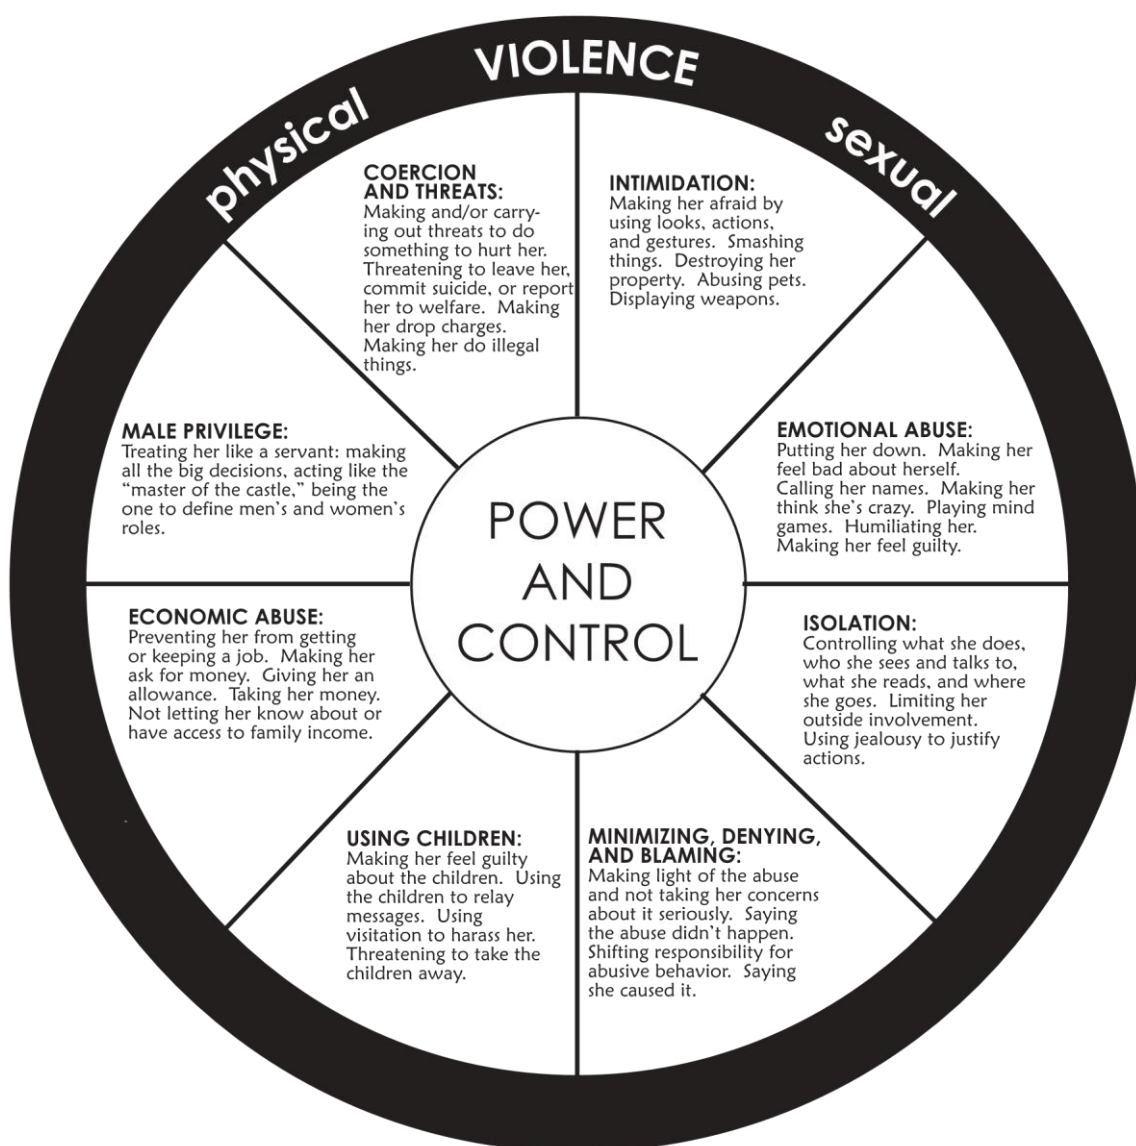 physical
VIOLENCE
sexual
COERCION
AND THREATS:
Making and/or carry-
ing out threats to do
something to hurt her.
Threatening to leave her,
commit suicide, or report
her to welfare.  Making
her drop charges.
Making her do illegal
things.
INTIMIDATION:
Making her afraid by
using looks, actions,
and gestures.  Smashing
things.  Destroying her
property.  Abusing pets.
Displaying weapons.
MALE PRIVILEGE:
Treating her like a servant: making
all the big decisions, acting like the
“master of the castle,” being the
one to define men’s and women’s
roles.
EMOTIONAL ABUSE:
Putting her down.  Making her
feel bad about herself.
Calling her names.  Making her
think she’s crazy.  Playing mind
games.  Humiliating her.
Making her feel guilty.
POWER
AND
CONTROL
ECONOMIC ABUSE:
Preventing her from getting
or keeping a job.  Making her
ask for money.  Giving her an
allowance.  Taking her money.
Not letting her know about or
have access to family income.
ISOLATION:
Controlling what she does,
who she sees and talks to,
what she reads, and where
she goes.  Limiting her
outside involvement.
Using jealousy to justify
actions.
USING CHILDREN:
Making her feel guilty
about the children.  Using
the children to relay
messages.  Using
visitation to harass her.
Threatening to take the
children away.
MINIMIZING, DENYING,
AND BLAMING:
Making light of the abuse
and not taking her concerns
about it seriously.  Saying
the abuse didn’t happen.
Shifting responsibility for
abusive behavior.  Saying
she caused it.